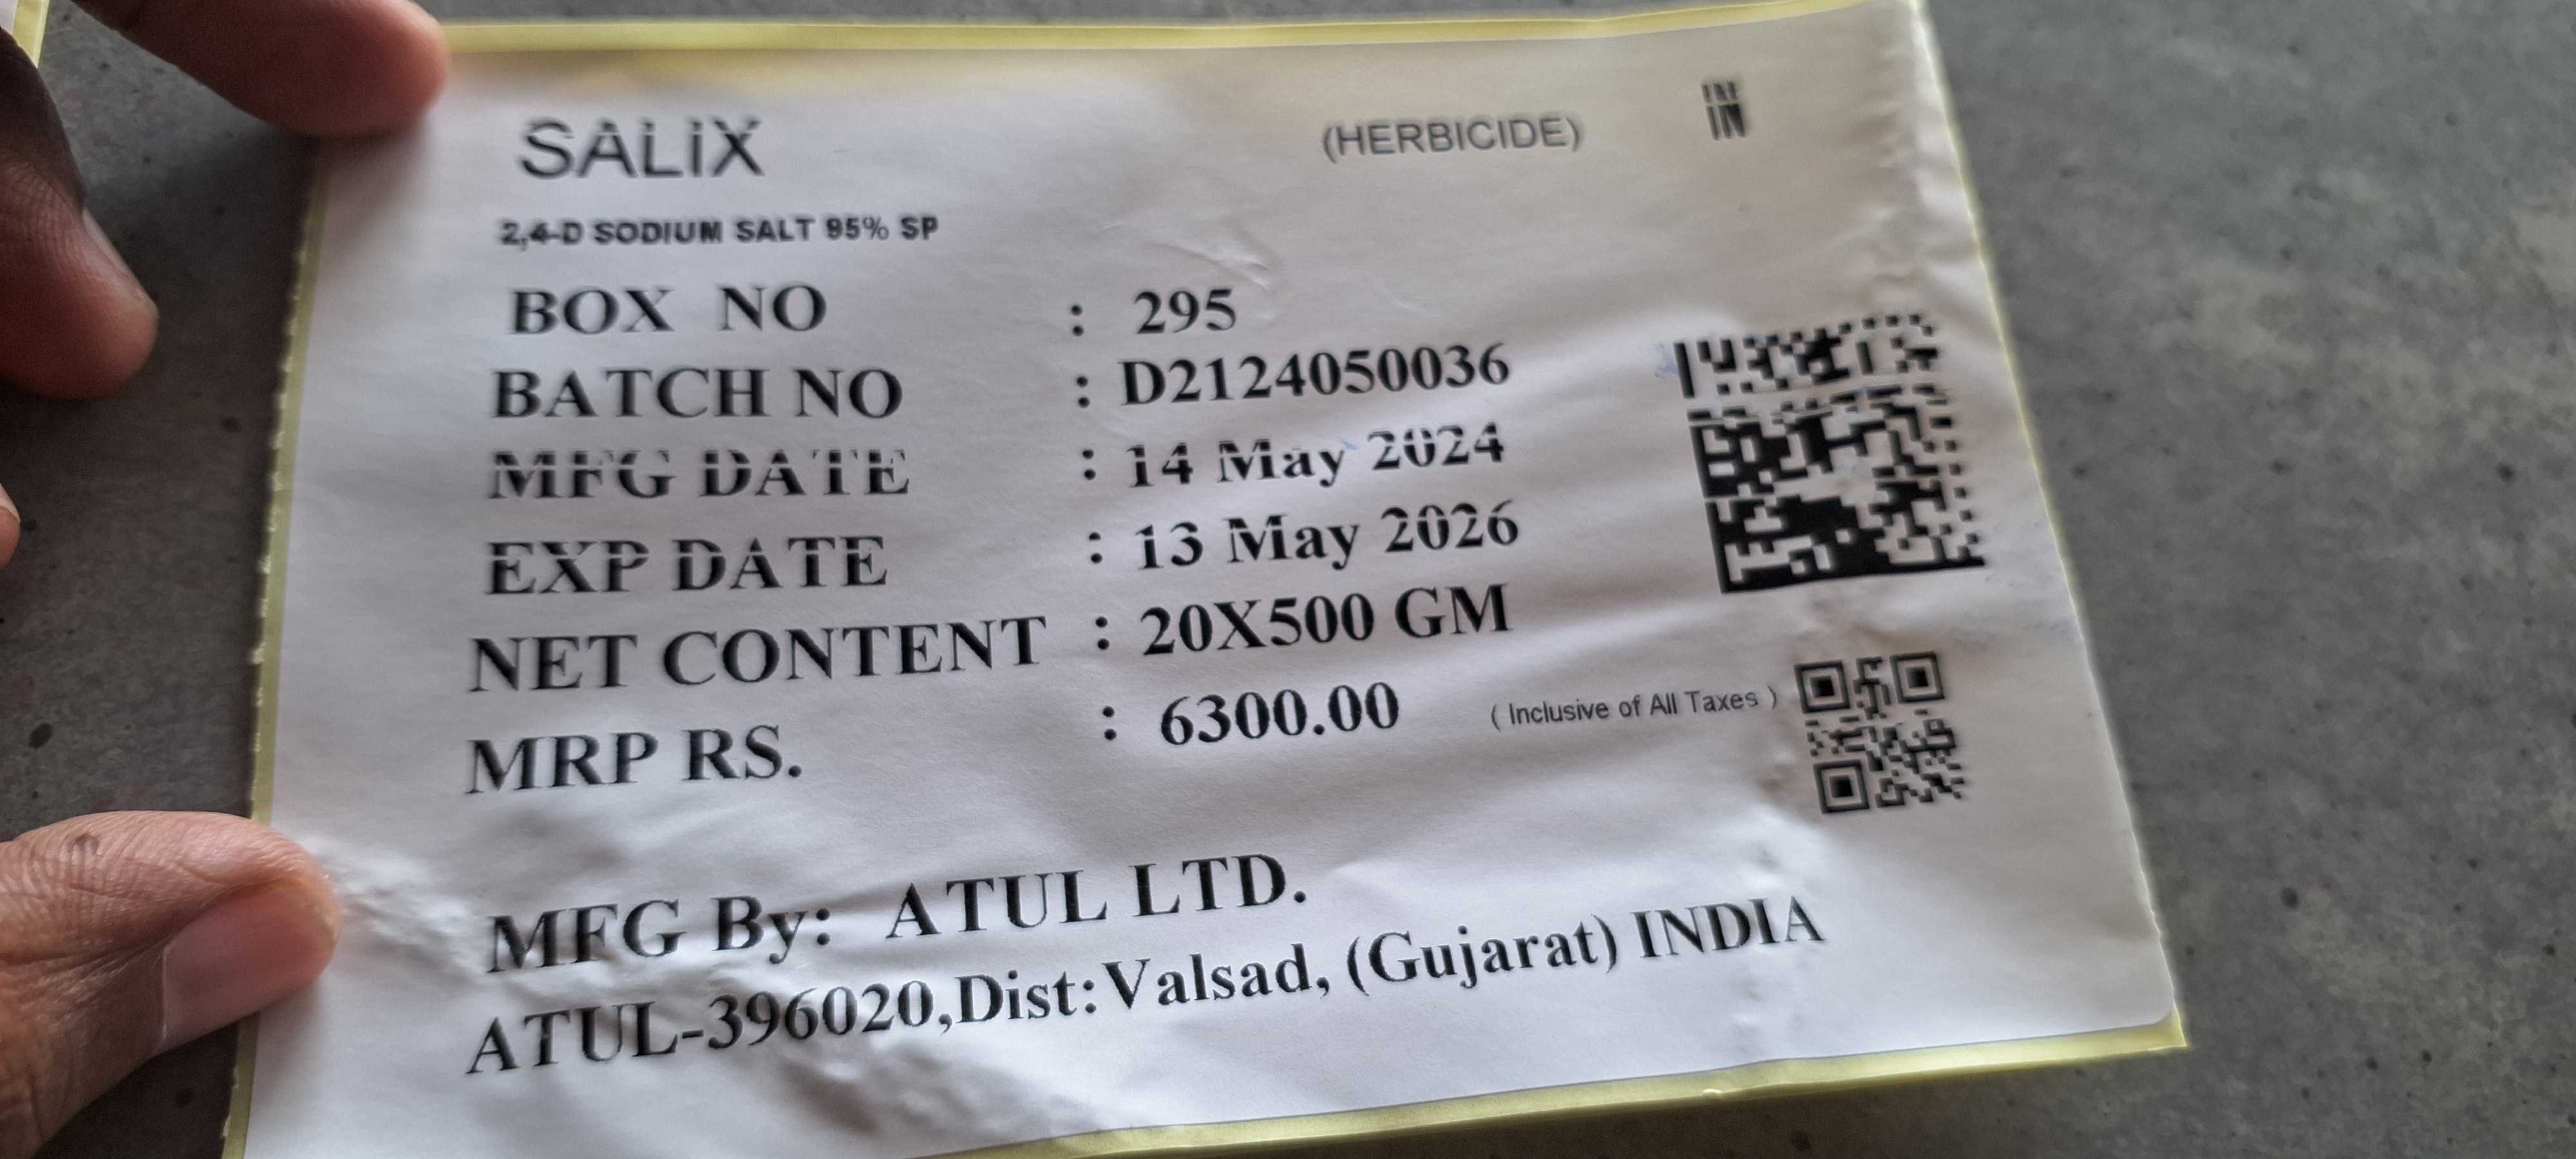 SALiX (HERBICIDE) IN
2,4-D SODIUM SALT 95% SP
BOX NO : 295
BATCH NO : D2124050036
MFG DATE : 14 May 2024
EXP DATE : 13 May 2026
NET CONTENT : 20X500 GM
MRP RS. : 6300.00 ( Inclusive of All Taxes )
MFG By: ATUL LTD.
ATUL-396020,Dist:Valsad, (Gujarat) INDIA